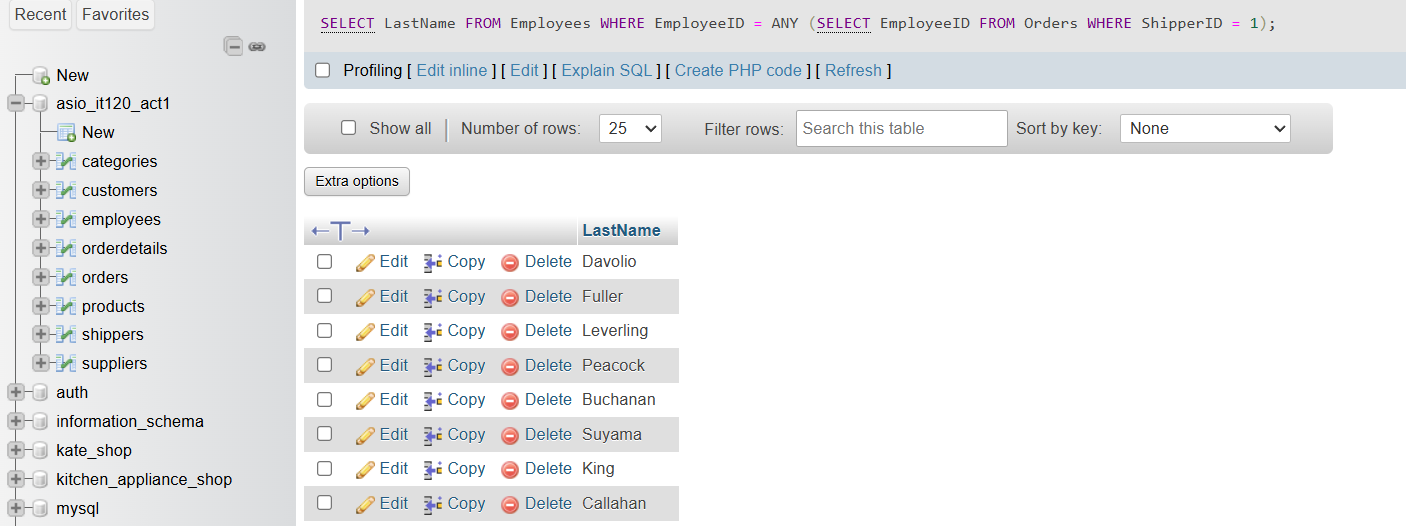 Recent Favorites
New
asio_it120_act1
New
categories
customers
employees
orderdetails
orders
products
shippers
suppliers
auth
information_schema
kate_shop
kitchen_appliance_shop
mysql
SELECT LastName FROM Employees WHERE EmployeeID = ANY (SELECT EmployeeID FROM Orders WHERE ShipperID = 1);
Profiling [ Edit inline ] [ Edit ] [ Explain SQL ] [ Create PHP code ] [ Refresh ]
Show all Number of rows: 25 Filter rows: Search this table Sort by key: None
Extra options
LastName
Edit Copy Delete Davolio
Edit Copy Delete Fuller
Edit Copy Delete Leverling
Edit Copy Delete Peacock
Edit Copy Delete Buchanan
Edit Copy Delete Suyama
Edit Copy Delete King
Edit Copy Delete Callahan